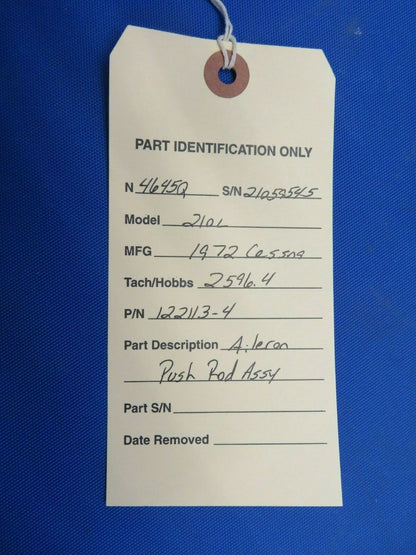 PART IDENTIFICATION ONLY
N 4645Q S/N 21059545
Model 210L
MFG 1972 Cessna
Tach/Hobbs 2596.4
P/N 122113-4
Part Description Aileron
Push Rod Assy
Part S/N
Date Removed